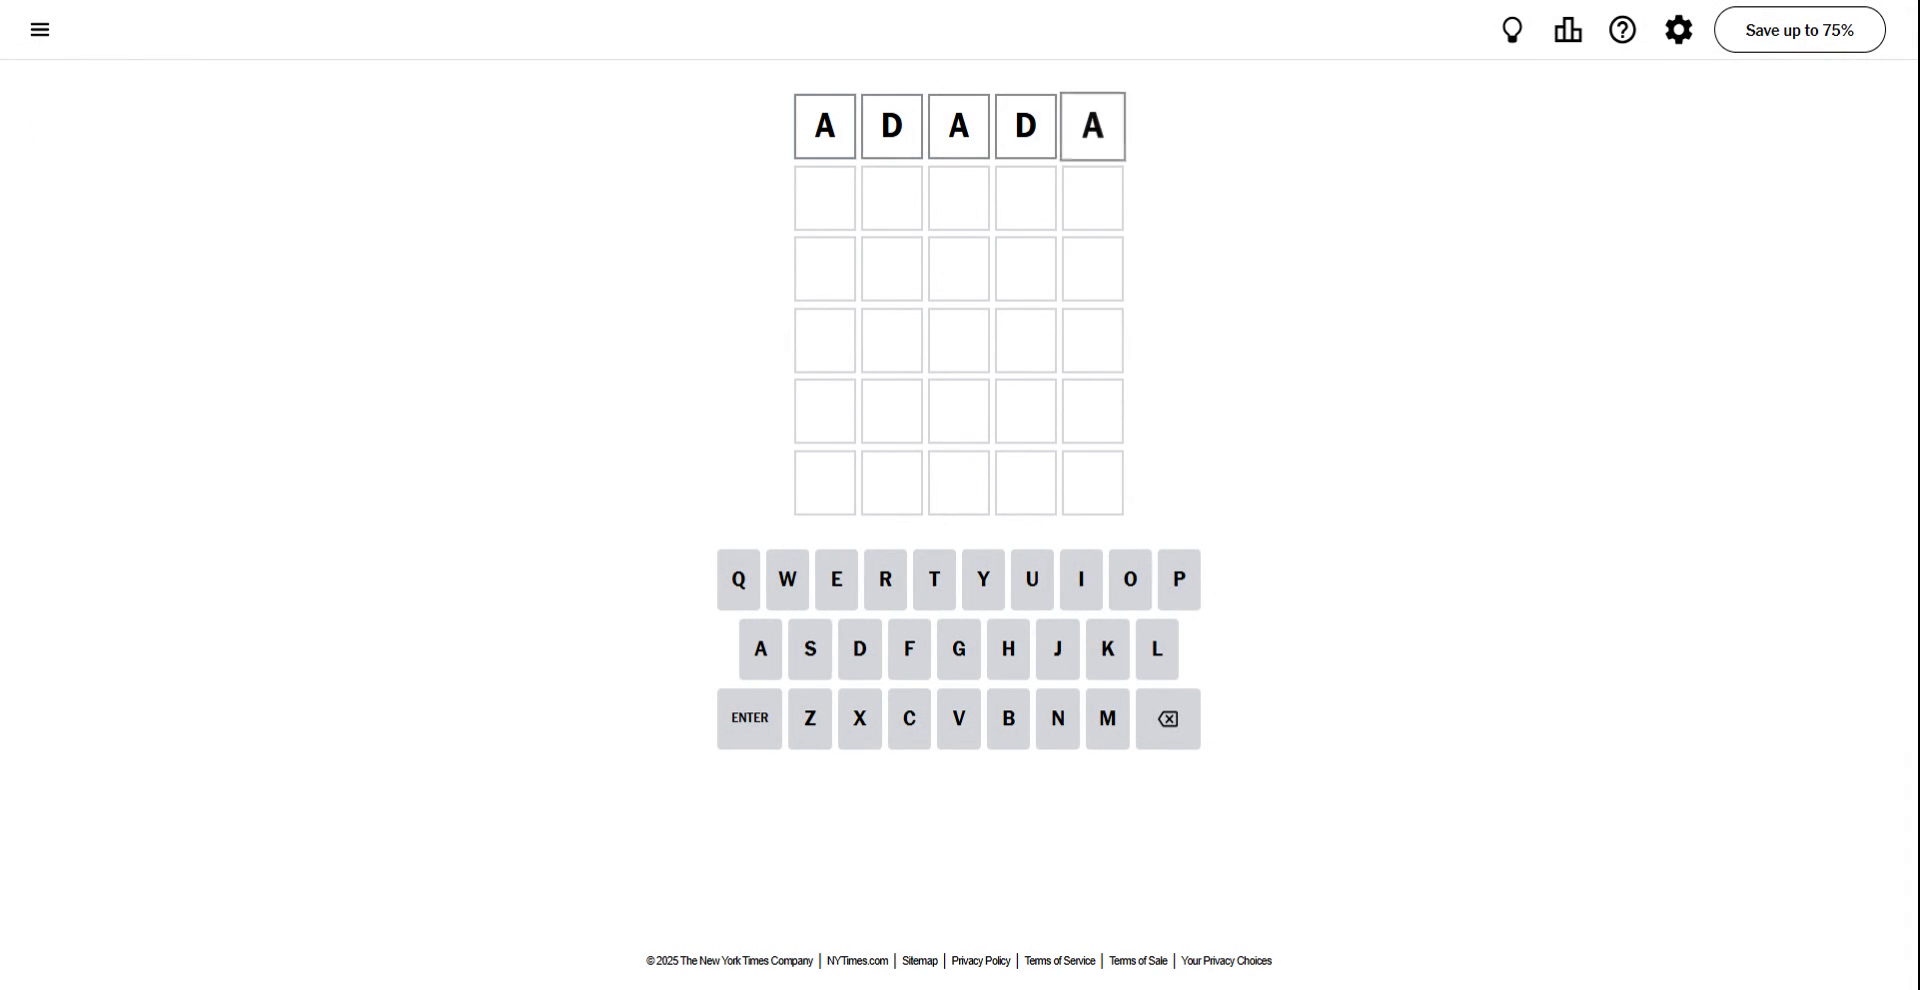 Save up to 75%
A D A D A
Q W E R T Y U I O P
A S D F G H J K L
ENTER Z X C V B N M
© 2025 The New York Times Company | NYTimes.com | Sitemap | Privacy Policy | Terms of Service | Terms of Sale | Your Privacy Choices